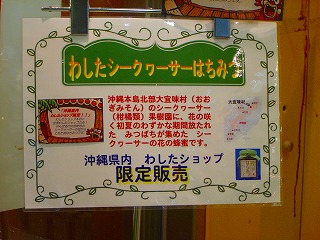 わしたシークヮーサーはちみつ
沖縄本島北部大宜味村（おお
ぎみそん）のシークヮーサー
（柑橘類）果樹園に、花の咲
く初夏のわずかな期間放たれ
た みつばちが集めた シー
クヮーサーの花の蜂蜜です。
大宜味村
沖縄県内 わしたショップ
限定販売